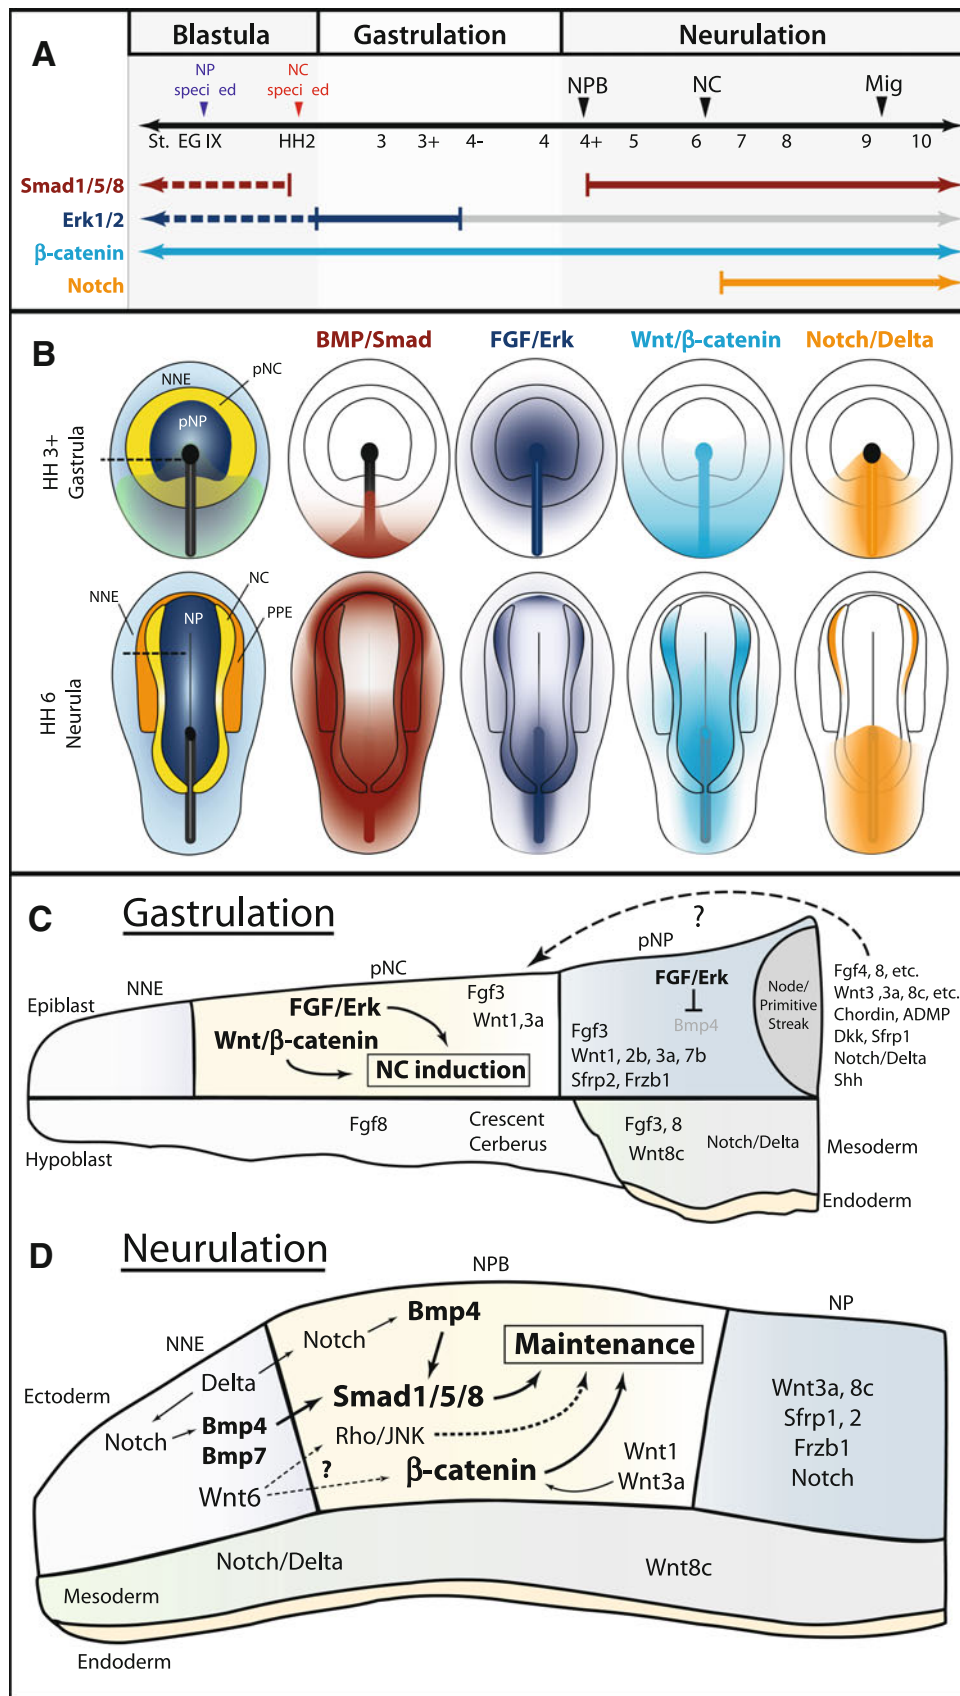 A
Blastula
Gastrulation
Neurulation
NP
speci ed
NC
speci ed
NPB
NC
Mig
St. EG IX HH2 3 3+ 4- 4 4+ 5 6 7 8 9 10
Smad1/5/8
Erk1/2
β-catenin
Notch
B
BMP/Smad
FGF/Erk
Wnt/β-catenin
Notch/Delta
HH 3+
Gastrula
NNE
pNC
pNP
HH 6
Neurula
NNE
NC
NP
PPE
C
Gastrulation
?
pNP
pNC
NNE
Epiblast
FGF/Erk
Wnt/β-catenin
NC induction
Fgf3
Wnt1,3a
FGF/Erk
Bmp4
Fgf3
Wnt1, 2b, 3a, 7b
Sfrp2, Frzb1
Node/
Primitive
Streak
Fgf4, 8, etc.
Wnt3 ,3a, 8c, etc.
Chordin, ADMP
Dkk, Sfrp1
Notch/Delta
Shh
Hypoblast
Fgf8
Crescent
Cerberus
Fgf3, 8
Wnt8c
Notch/Delta
Mesoderm
Endoderm
D
Neurulation
NPB
NP
NNE
Ectoderm
Bmp4
Notch
Maintenance
Delta
Smad1/5/8
Notch
Bmp4
Bmp7
Rho/JNK
?
β-catenin
Wnt6
Wnt1
Wnt3a
Wnt3a, 8c
Sfrp1, 2
Frzb1
Notch
Notch/Delta
Wnt8c
Mesoderm
Endoderm